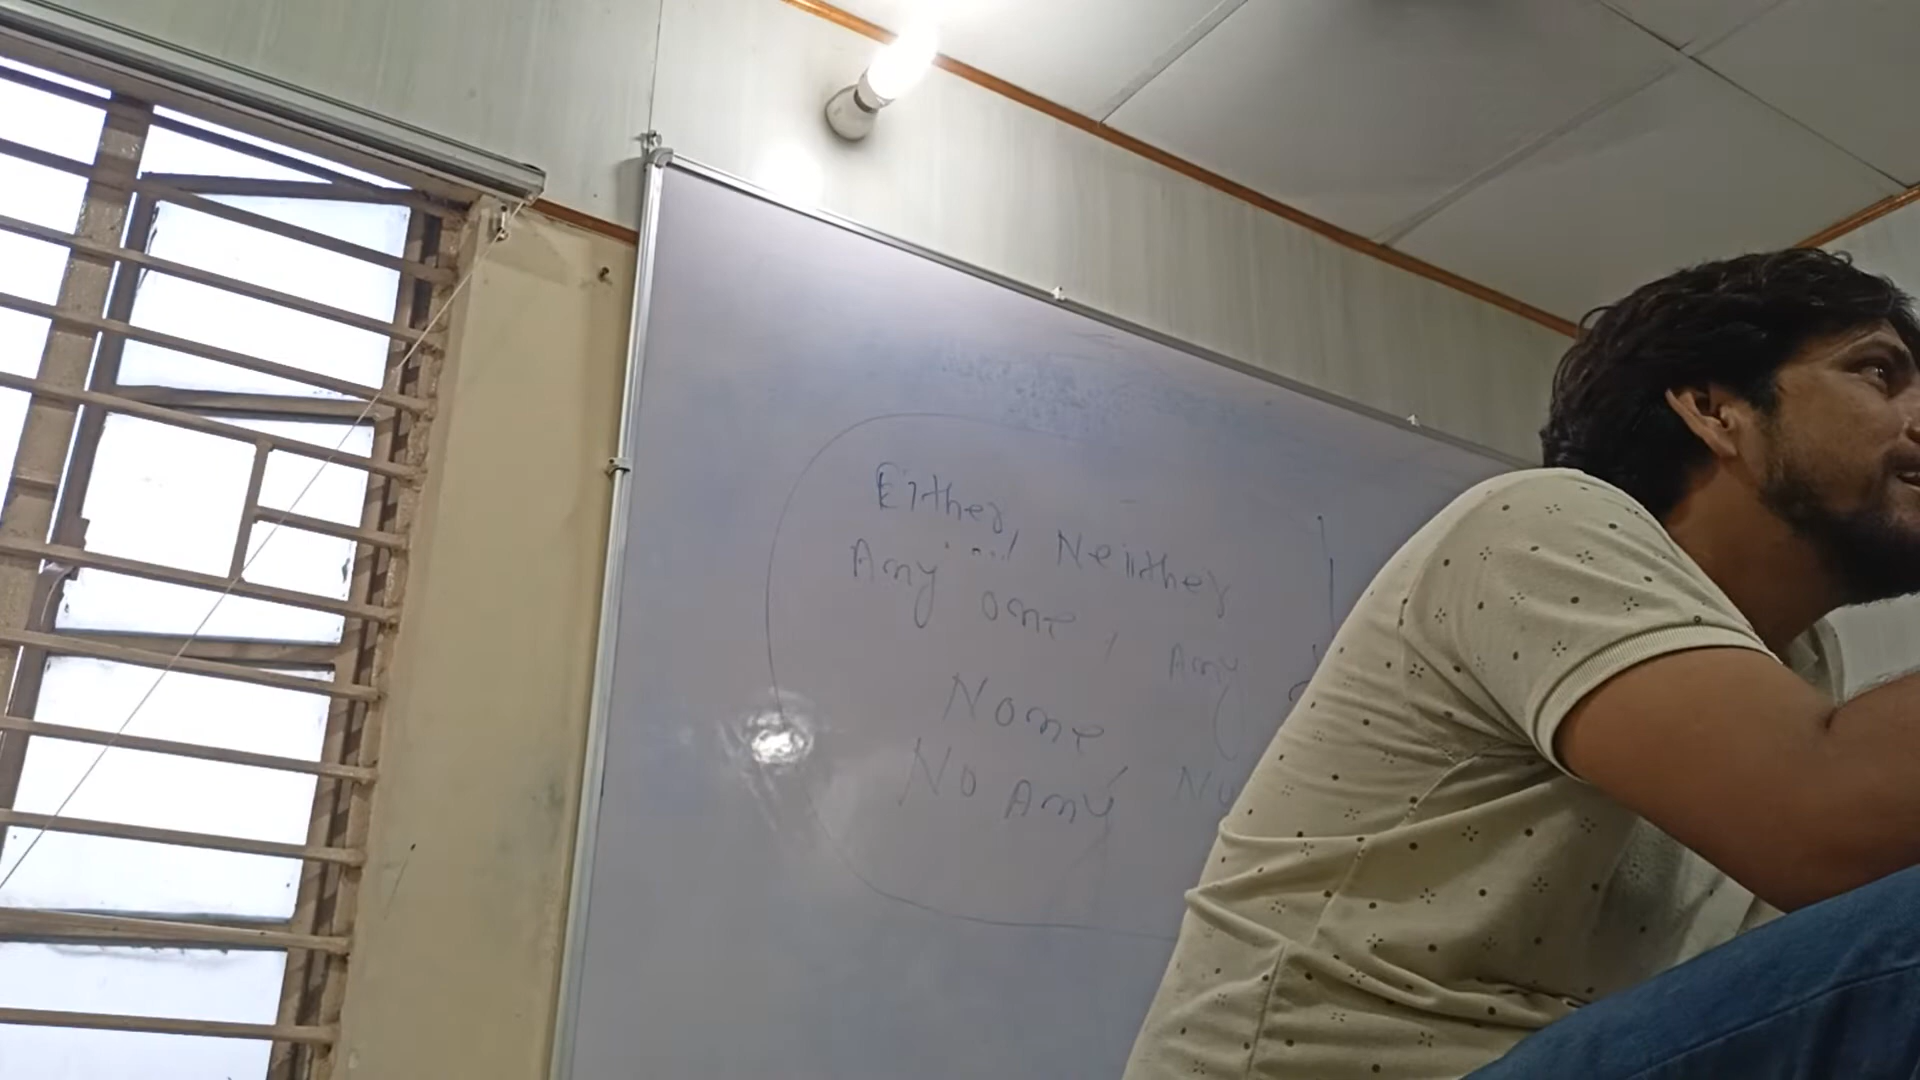 Either, Neither
Any one, Any
None
No Any